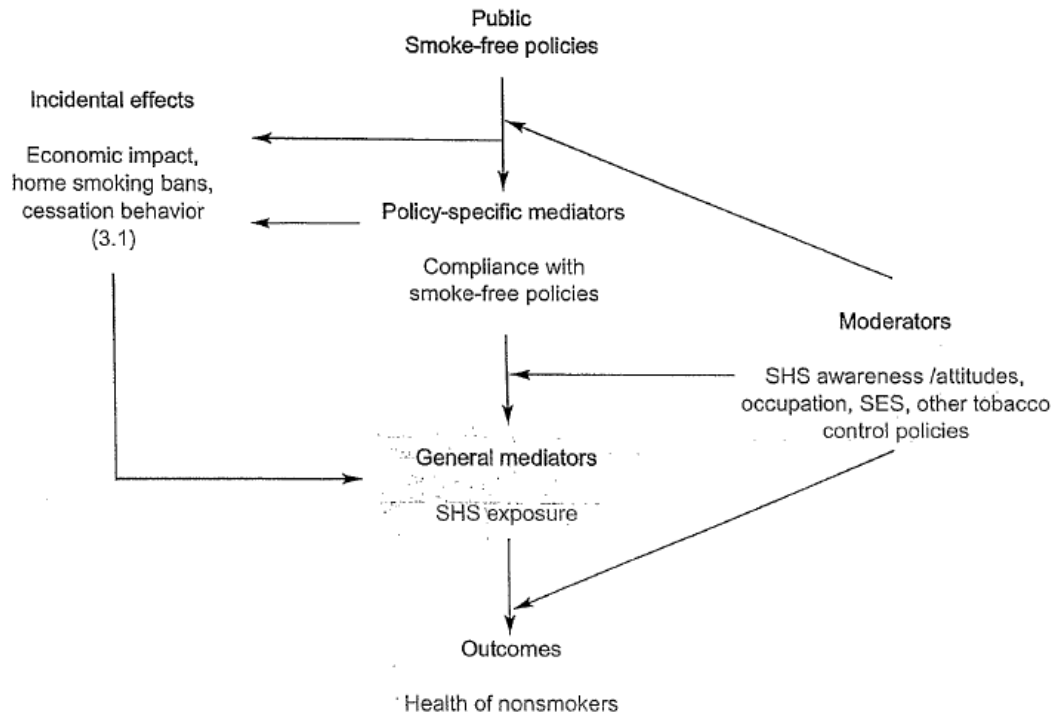 Public
Smoke-free policies
Incidental effects
Economic impact,
home smoking bans,
cessation behavior
(3.1)
Policy-specific mediators
Compliance with
smoke-free policies
Moderators
SHS awareness /attitudes,
occupation, SES, other tobacco
control policies
General mediators
SHS exposure
Outcomes
Health of nonsmokers